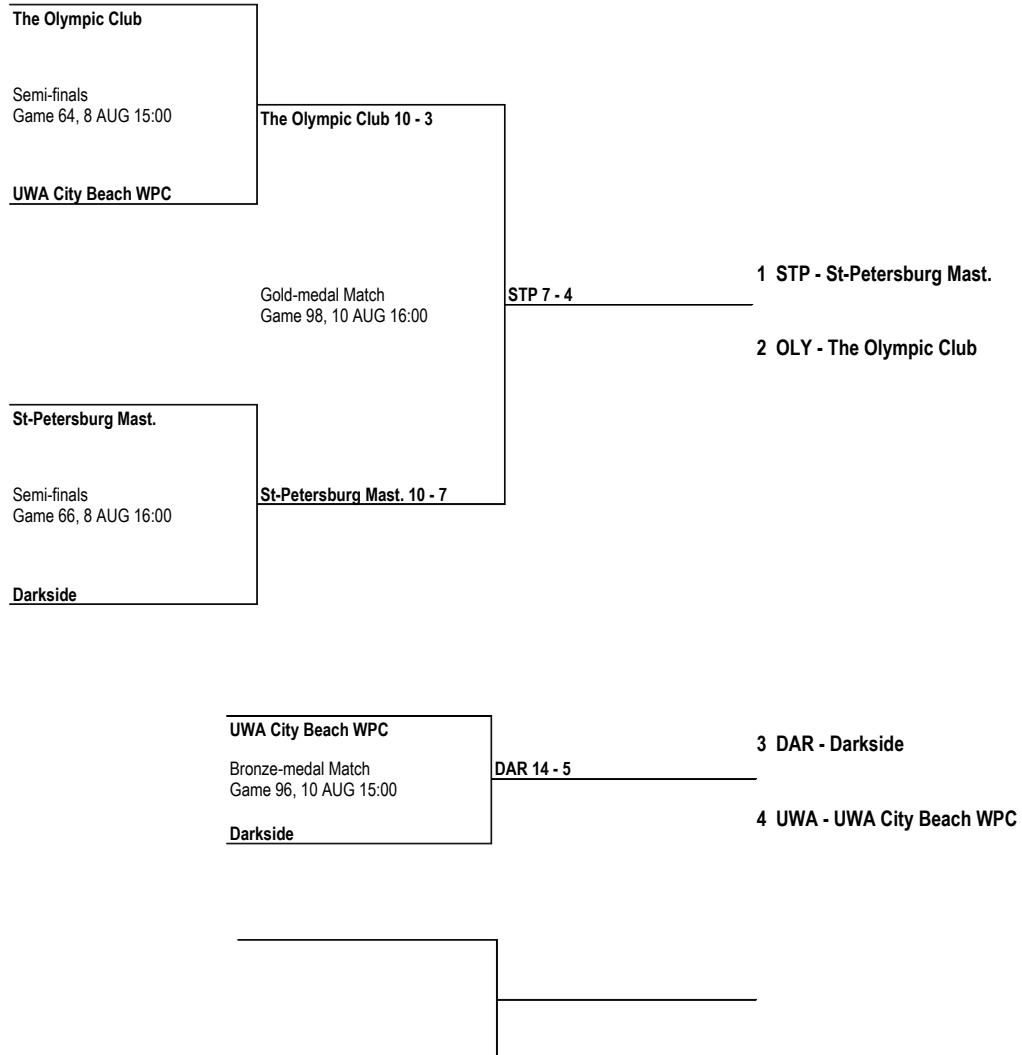 The Olympic Club
Semi-finals
Game 64, 8 AUG 15:00
The Olympic Club 10 - 3
UWA City Beach WPC
Gold-medal Match
Game 98, 10 AUG 16:00
STP 7 - 4
1 STP - St-Petersburg Mast.
2 OLY - The Olympic Club
St-Petersburg Mast.
Semi-finals
Game 66, 8 AUG 16:00
St-Petersburg Mast. 10 - 7
Darkside
UWA City Beach WPC
Bronze-medal Match
Game 96, 10 AUG 15:00
Darkside
DAR 14 - 5
3 DAR - Darkside
4 UWA - UWA City Beach WPC